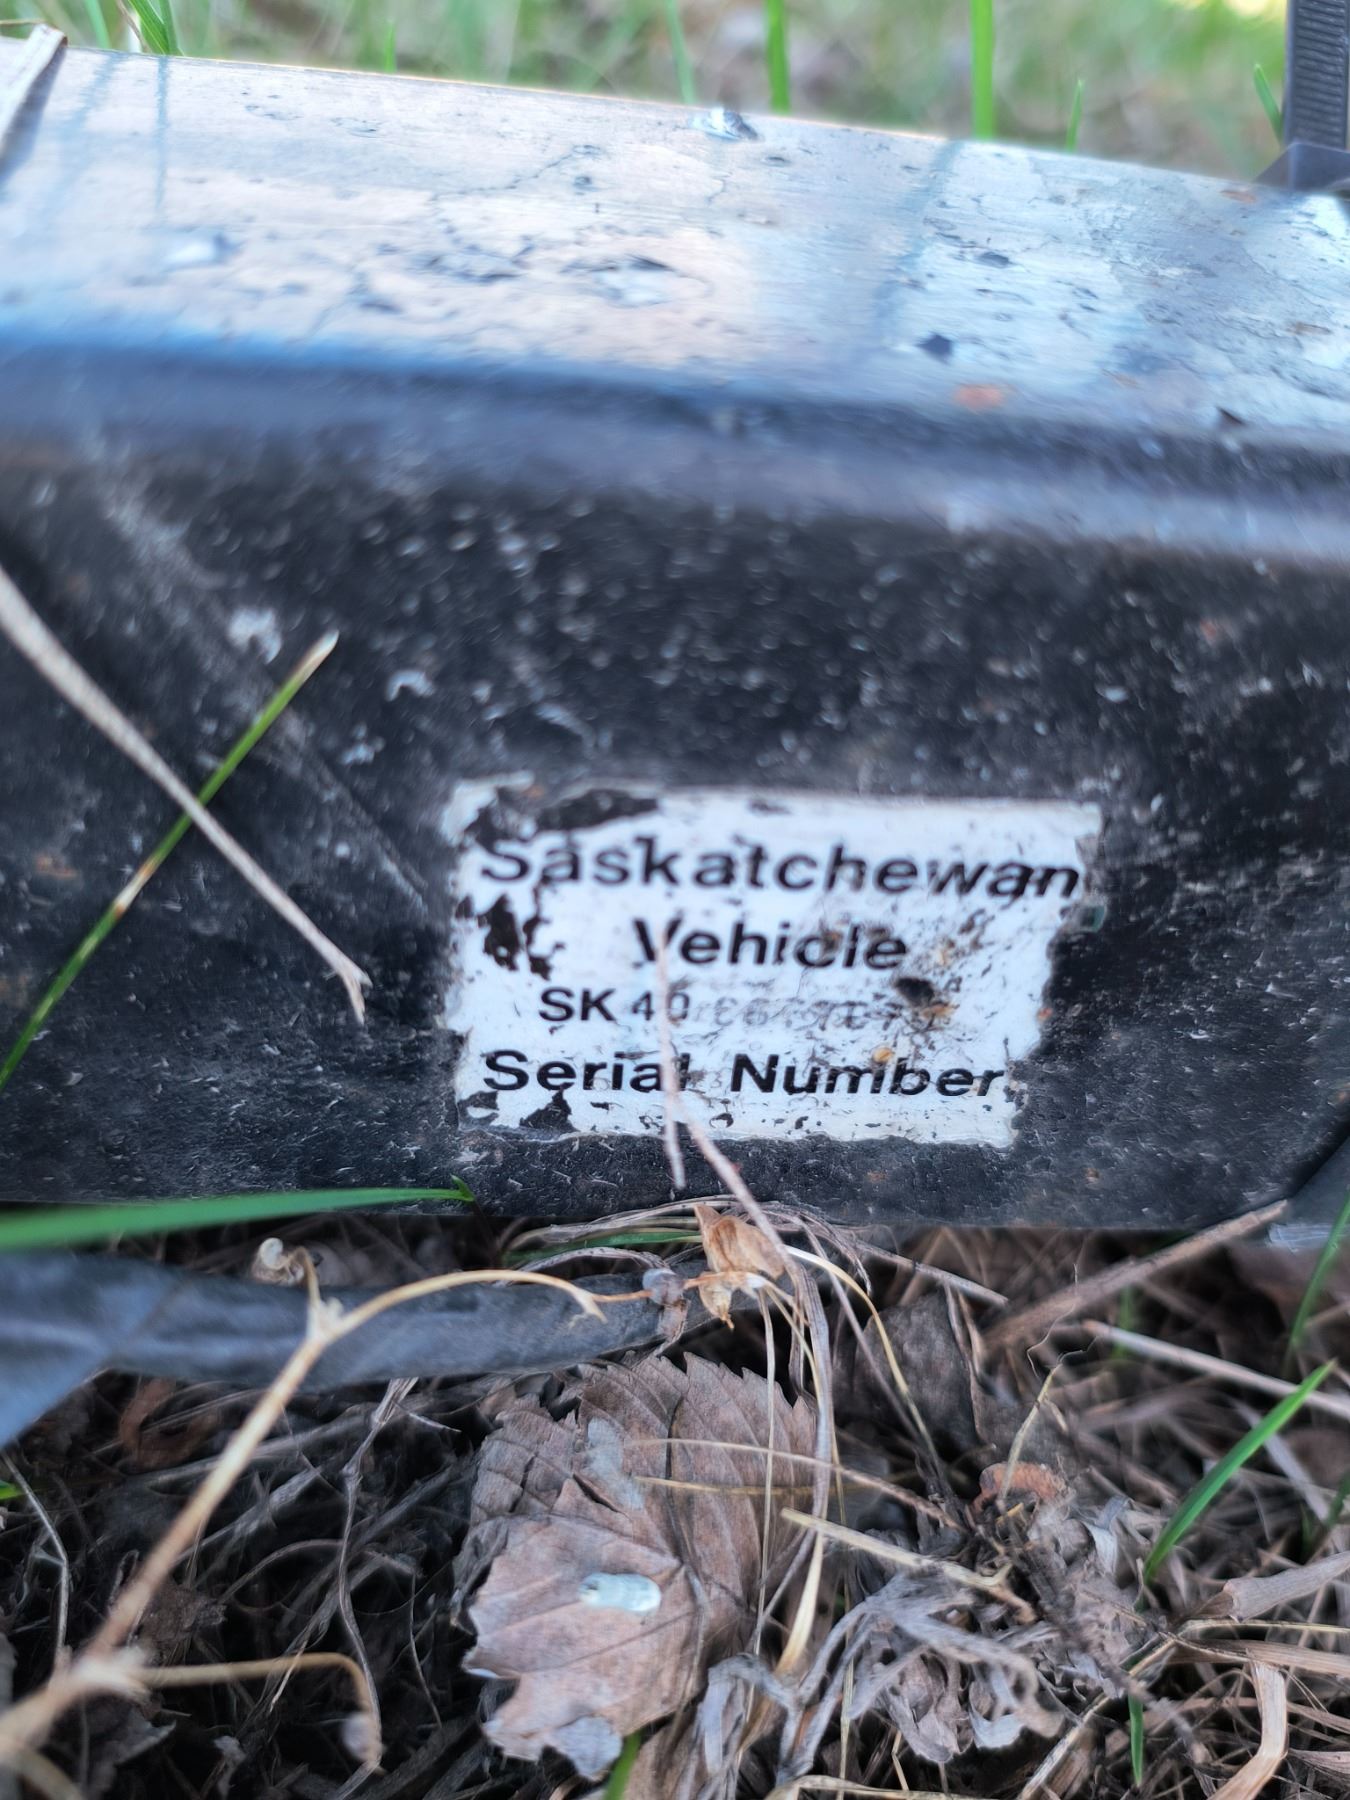 Saskatchewan
Vehicle
SK 40
Serial Number